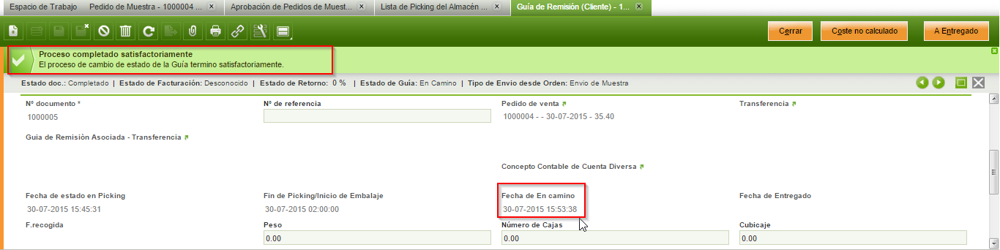 Espacio de Trabajo Pedido de Muestra - 1000004 ... Aprobación de Pedidos de Muest... Lista de Picking del Almacén ... Guía de Remisión (Cliente) - 1...
Cerrar Coste no calculado A Entregado
Proceso completado satisfactoriamente
El proceso de cambio de estado de la Guía termino satisfactoriamente.
Estado doc.: Completado | Estado de Facturación: Desconocido | Estado de Retorno: 0 % | Estado de Guía: En Camino | Tipo de Envio desde Orden: Envio de Muestra
Nº documento * Nº de referencia Pedido de venta Transferencia
1000005 1000004 - - 30-07-2015 - 35.40
Guia de Remisiòn Asociada - Transferencia
Concepto Contable de Cuenta Diversa
Fecha de estado en Picking Fin de Picking/Inicio de Embalaje Fecha de En camino Fecha de Entregado
30-07-2015 15:45:31 30-07-2015 02:00:00 30-07-2015 15:53:38
F.recogida Peso Número de Cajas Cubicaje
0.00 0.00 0.00